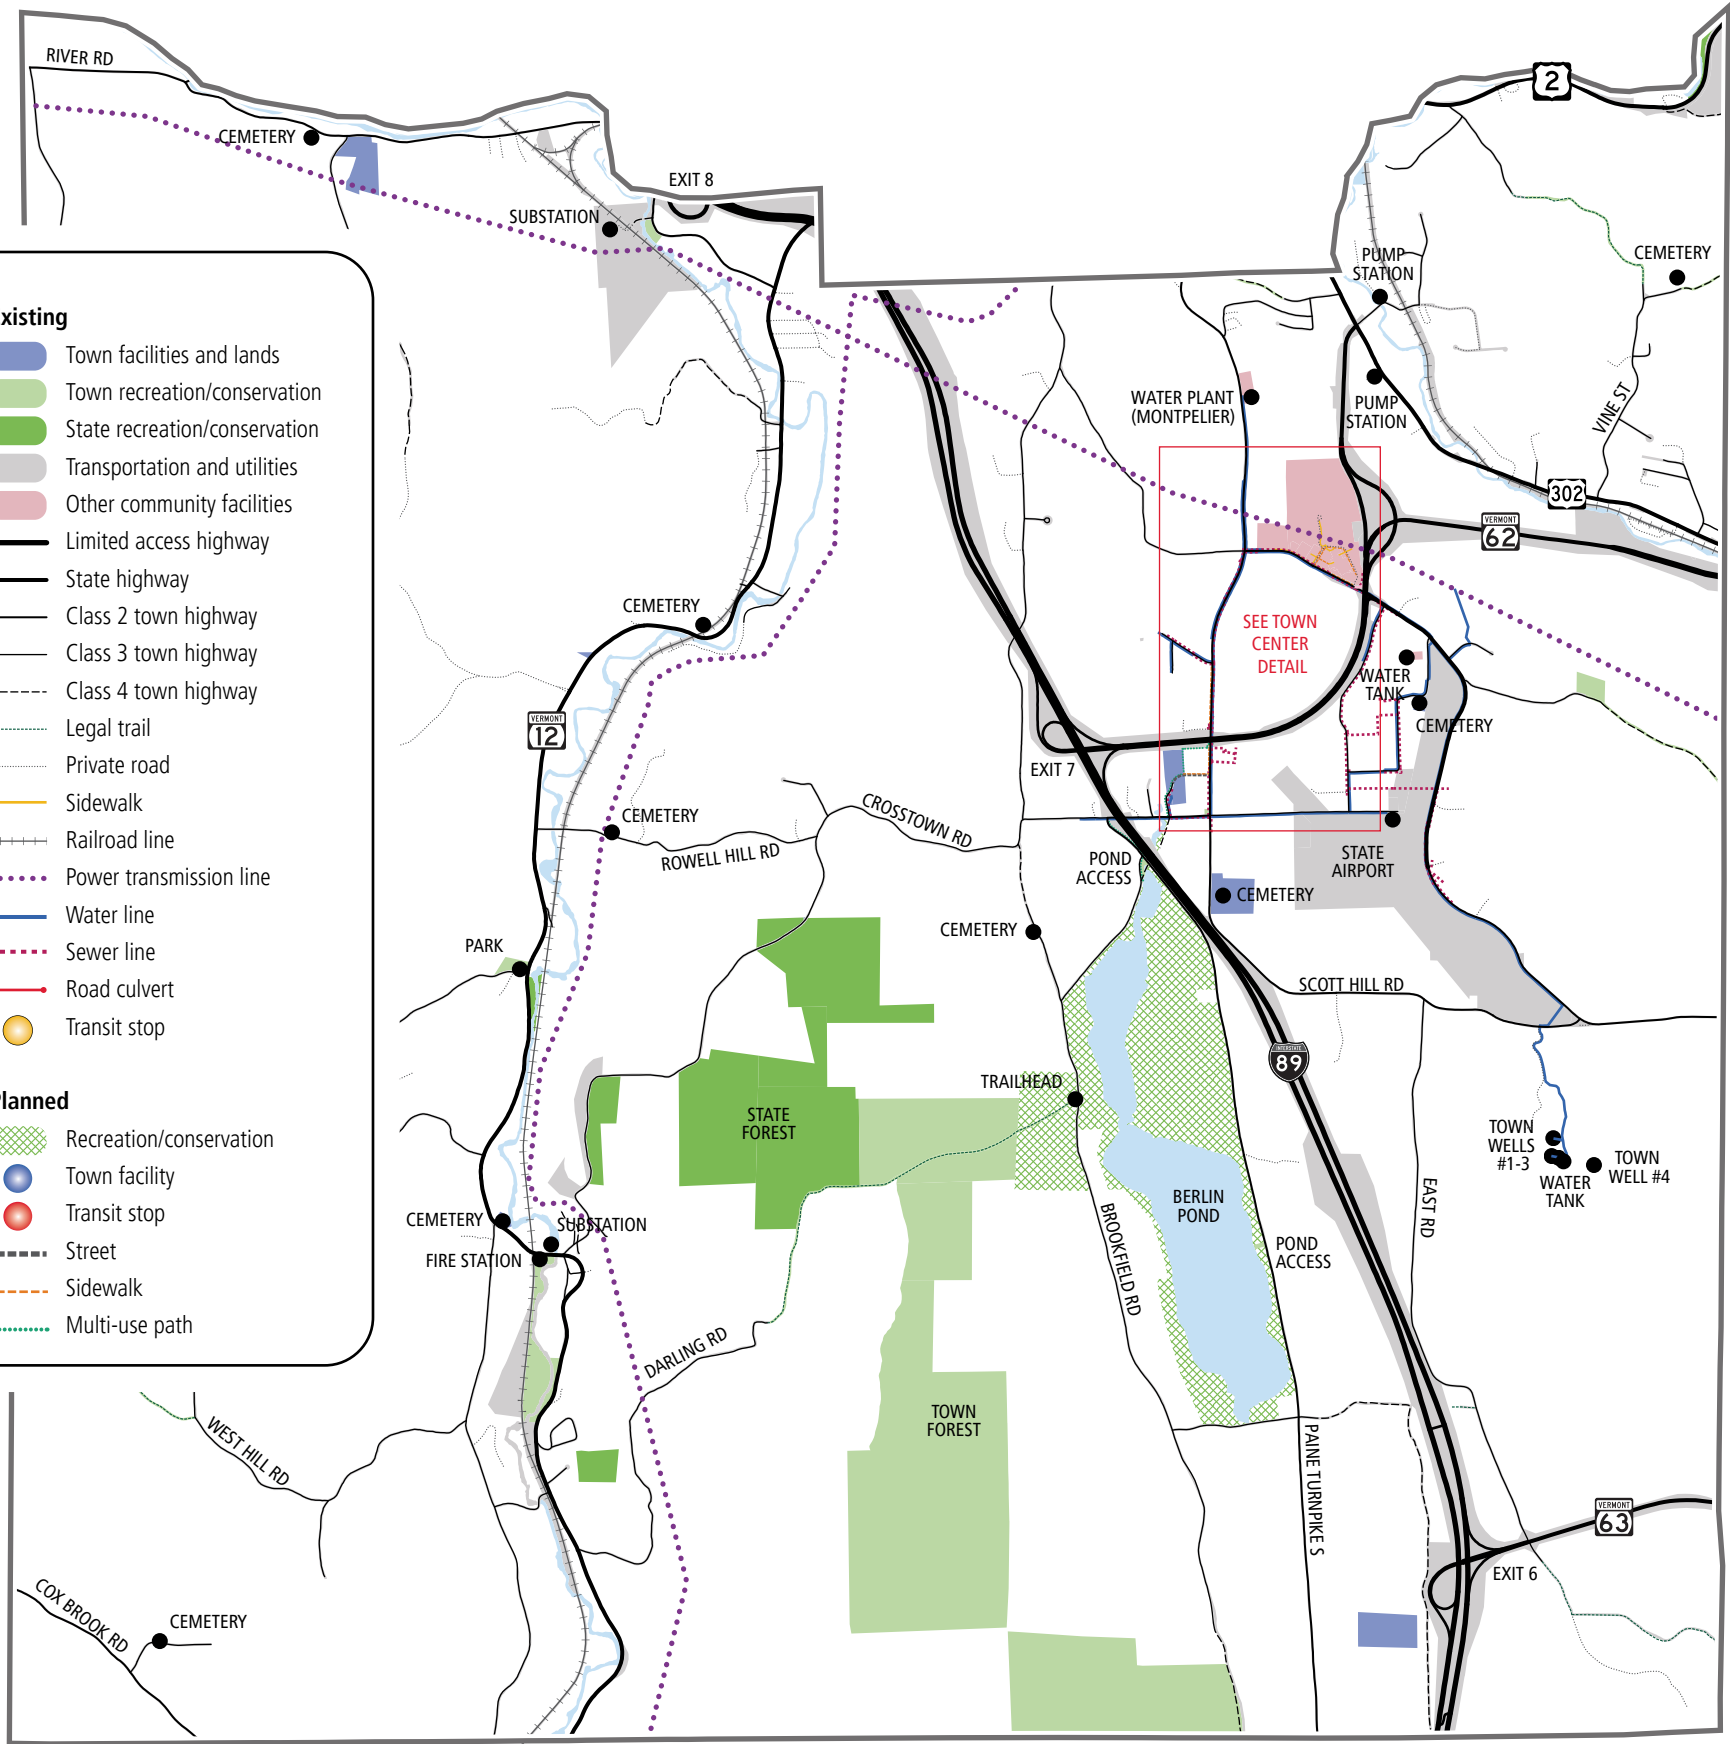 RIVER RD
CEMETERY
EXIT 8
SUBSTATION
2
CEMETERY
PUMP
STATION
WATER PLANT
(MONTPELIER)
PUMP
STATION
VINE ST
302
VERMONT
62
xisting
Town facilities and lands
Town recreation/conservation
State recreation/conservation
Transportation and utilities
Other community facilities
Limited access highway
State highway
Class 2 town highway
Class 3 town highway
Class 4 town highway
Legal trail
Private road
Sidewalk
Railroad line
Power transmission line
Water line
Sewer line
Road culvert
Transit stop
Planned
Recreation/conservation
Town facility
Transit stop
Street
Sidewalk
Multi-use path
CEMETERY
SEE TOWN
CENTER
DETAIL
WATER
TANK
CEMETERY
VERMONT
12
EXIT 7
CEMETERY
ROWELL HILL RD
CROSSTOWN RD
POND
ACCESS
STATE
AIRPORT
CEMETERY
CEMETERY
PARK
SCOTT HILL RD
INTERSTATE
89
TRAILHEAD
STATE
FOREST
TOWN
WELLS
#1-3
TOWN
WELL #4
WATER
TANK
BERLIN
POND
EAST RD
BROOKFIELD RD
POND
ACCESS
CEMETERY
SUBSTATION
FIRE STATION
DARLING RD
TOWN
FOREST
WEST HILL RD
PAINE TURNPIKE S
VERMONT
63
EXIT 6
COX BROOK RD
CEMETERY